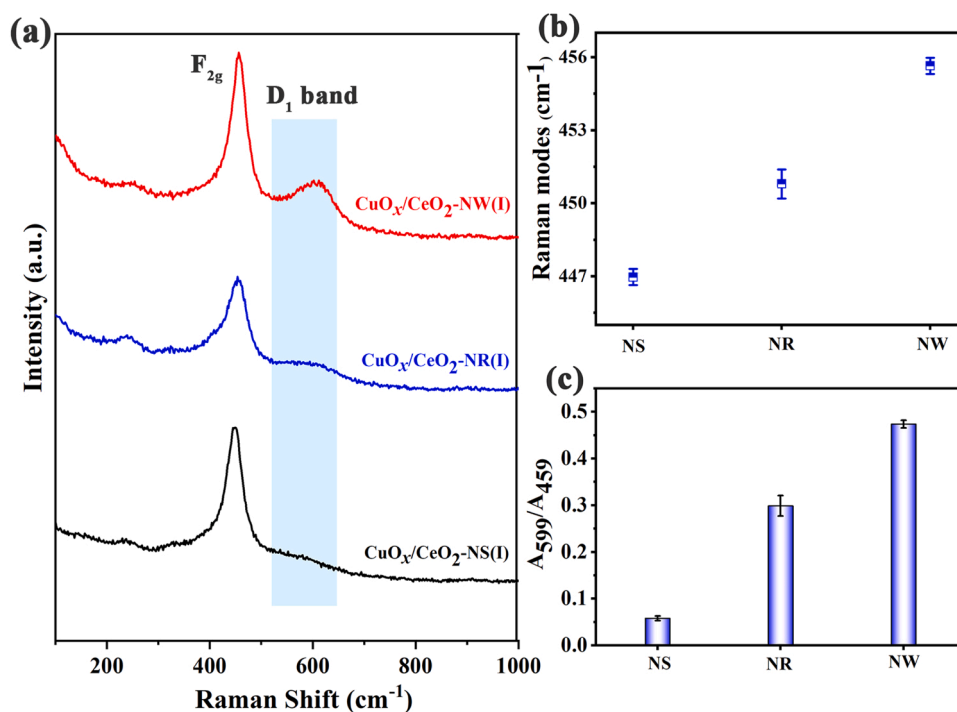 (a)
F2g
D1 band
CuOx/CeO2-NW(I)
CuOx/CeO2-NR(I)
CuOx/CeO2-NS(I)
Intensity (a.u.)
200 400 600 800 1000
Raman Shift (cm-1)
(b)
Raman modes (cm-1)
456
453
450
447
NS NR NW
(c)
A599/A459
0.5
0.4
0.3
0.2
0.1
0.0
NS NR NW